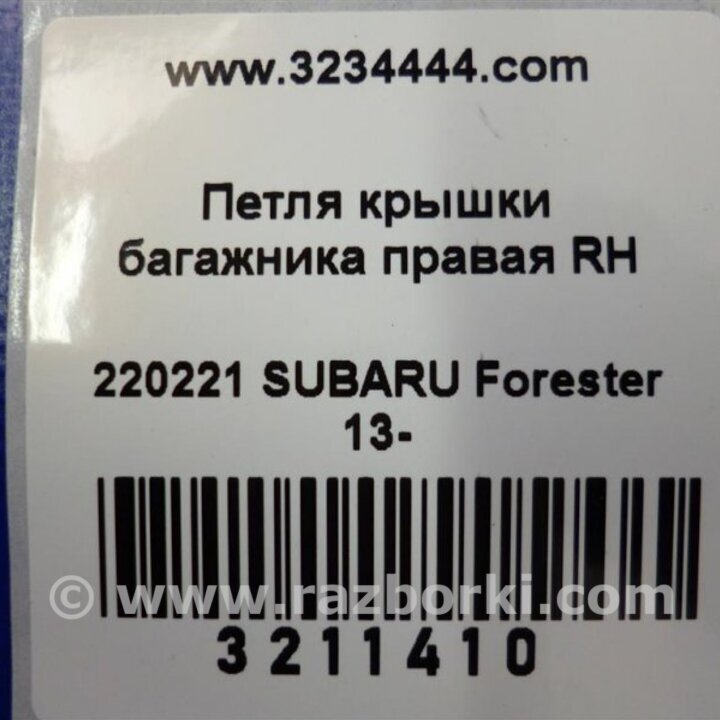 www.3234444.com
Петля крышки
багажника правая RH
220221 SUBARU Forester
13-
© www.razborki.com
3211410